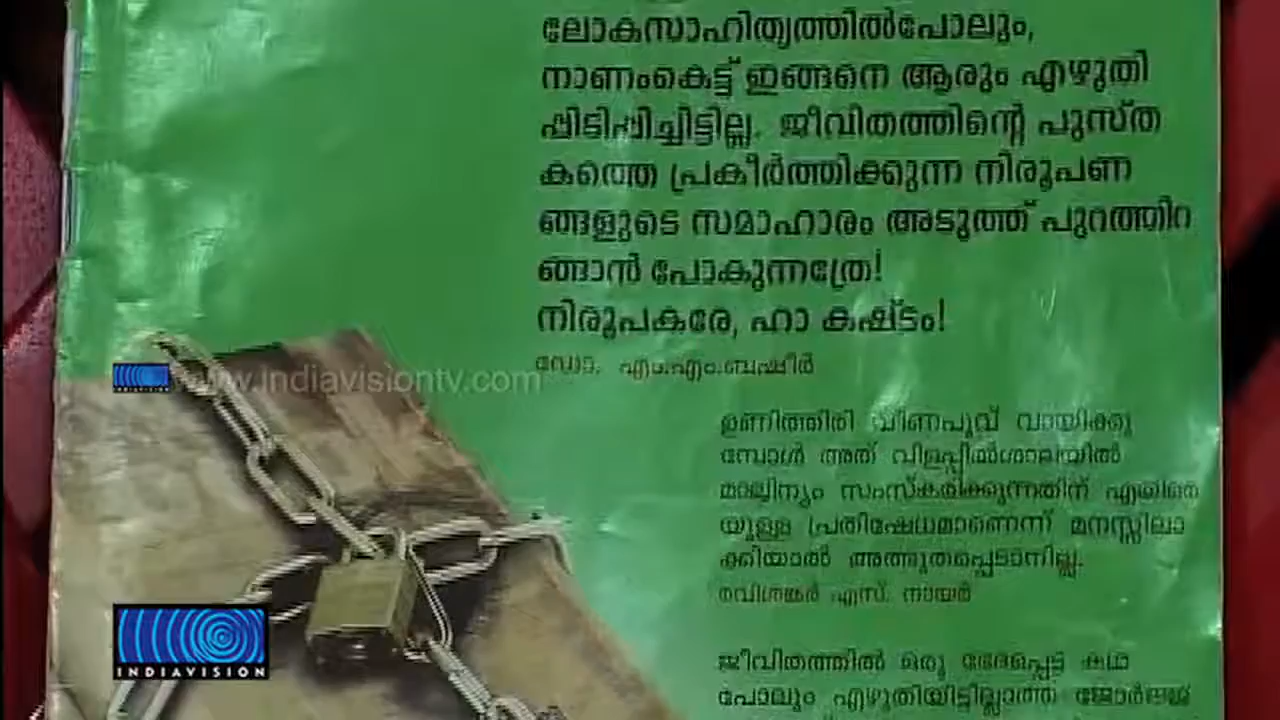 ലോകസാഹിത്യത്തിൽപോലും,
നാണംകെട്ട് ഇങ്ങനെ ആരും എഴുതി
പ്പിടിപ്പിച്ചിട്ടില്ല. ജീവിതത്തിന്റെ പുസ്ത
കത്തെ പ്രകീർത്തിക്കുന്ന നിരൂപണ
ങ്ങളുടെ സമാഹാരം അടുത്ത് പുറത്തിറ
ങ്ങാൻ പോകുന്നത്രേ!
നിരൂപകരേ, ഹാ കഷ്ടം!
ഡോ. എം.എം.ബഷീർ
www.indiavisiontv.com
ഉണിത്തിരി വീണപൂവ് വായിക്കു
മ്പോൾ അത് വിളപ്പിൽശാലയിൽ
മാലിന്യം സംസ്കരിക്കുന്നതിന് എതിരെ
യുള്ള പ്രതിഷേധമാണെന്ന് മനസ്സിലാ
ക്കിയാൽ അത്ഭുതപ്പെടാനില്ല.
രവിശങ്കർ എസ്. നായർ
INDIAVISION
ജീവിതത്തിൽ ഒരു ഭേദപ്പെട്ട കഥ
പോലും എഴുതിയിട്ടില്ലാത്ത